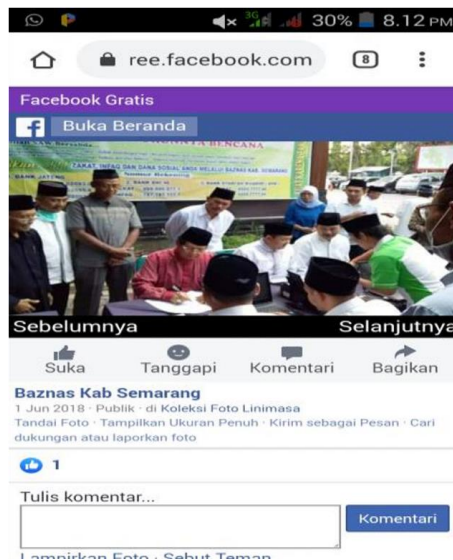 3G 30% 8.12 PM
ree.facebook.com 8
Facebook Gratis
f Buka Beranda
BENCANA
ZAKAT, INFAQ DAN DANA SOSIAL ANDA MELALUI BAZNAS KAB. SEMARANG
Sebelumnya Selanjutnya
Suka Tanggapi Komentari Bagikan
Baznas Kab Semarang
1 Jun 2018 · Publik · di Koleksi Foto Linimasa
Tandai Foto · Tampilkan Ukuran Penuh · Kirim sebagai Pesan · Cari
dukungan atau laporkan foto
1
Tulis komentar...
Komentari
Lampirkan Foto · Sebut Teman